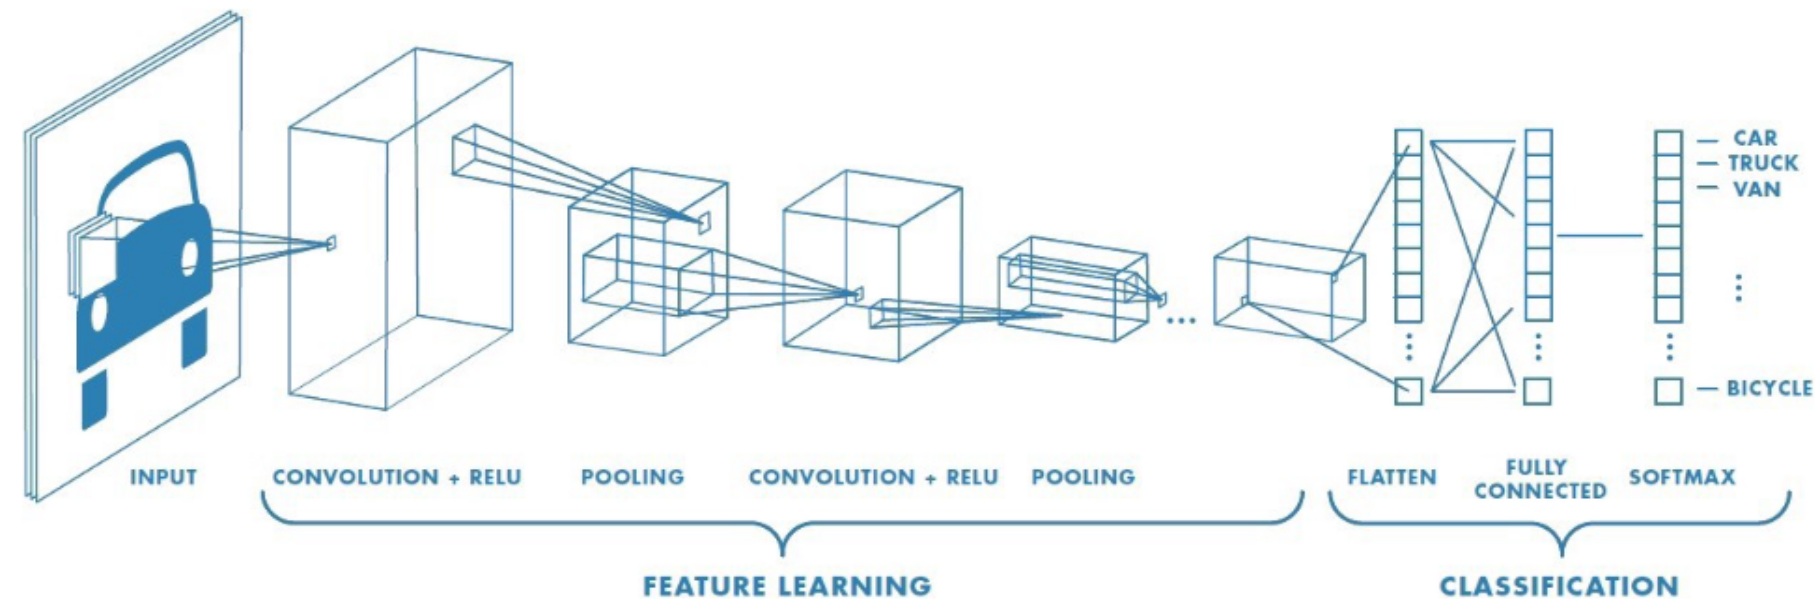 CAR
TRUCK
VAN
BICYCLE
INPUT
CONVOLUTION + RELU
POOLING
CONVOLUTION + RELU
POOLING
FLATTEN
FULLY
CONNECTED
SOFTMAX
FEATURE LEARNING
CLASSIFICATION